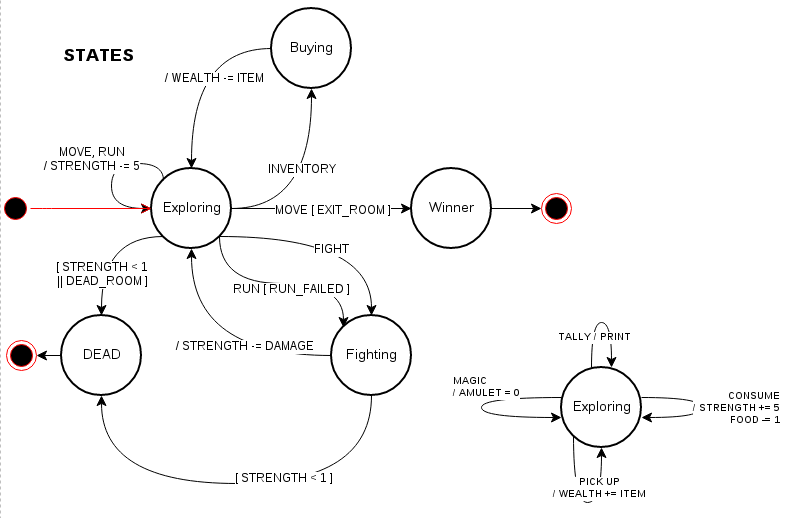 Buying
STATES
/ WEALTH -= ITEM
MOVE, RUN
/ STRENGTH -= 5
INVENTORY
Exploring
MOVE [ EXIT_ROOM ]
Winner
FIGHT
[ STRENGTH < 1
|| DEAD_ROOM ]
RUN [ RUN_FAILED ]
/ STRENGTH -= DAMAGE
DEAD
Fighting
[ STRENGTH < 1 ]
TALLY / PRINT
MAGIC
/ AMULET = 0
Exploring
CONSUME
/ STRENGTH += 5
FOOD -= 1
PICK UP
/ WEALTH += ITEM